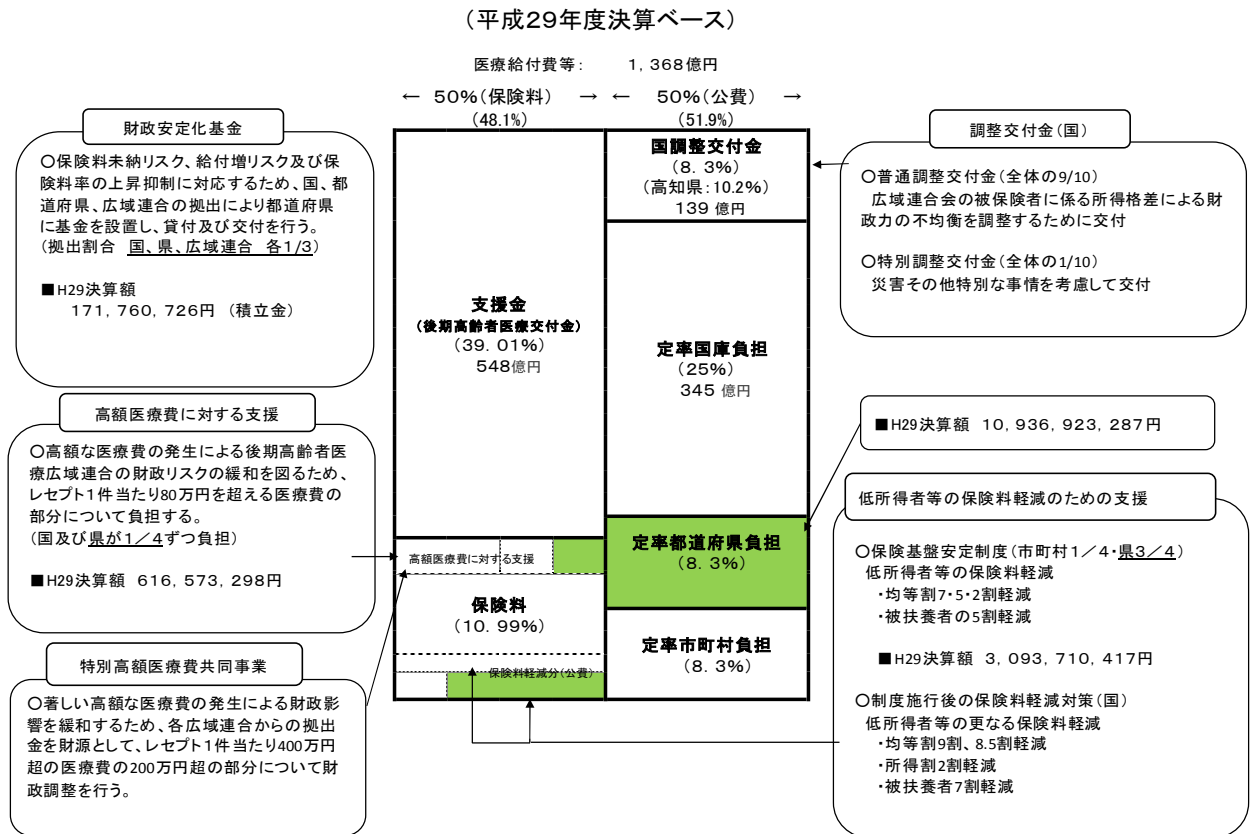 (平成29年度決算ベース)
医療給付費等: 1,368億円
← 50%(保険料) → ← 50%(公費) →
(48.1%) (51.9%)
財政安定化基金
○保険料未納リスク、給付増リスク及び保
険料率の上昇抑制に対応するため、国、都
道府県、広域連合の拠出により都道府県
に基金を設置し、貸付及び交付を行う。
(拠出割合 国、県、広域連合 各1/3)
■H29決算額
171,760,726円 (積立金)
高額医療費に対する支援
○高額な医療費の発生による後期高齢者医
療広域連合の財政リスクの緩和を図るため、
レセプト1件当たり80万円を超える医療費の
部分について負担する。
(国及び県が1/4ずつ負担)
■H29決算額 616,573,298円
特別高額医療費共同事業
○著しい高額な医療費の発生による財政影
響を緩和するため、各広域連合からの拠出
金を財源として、レセプト1件当たり400万円
超の医療費の200万円超の部分について財
政調整を行う。
支援金
(後期高齢者医療交付金)
(39.01%)
548億円
高額医療費に対する支援
保険料
(10.99%)
保険料軽減分(公費)
国調整交付金
(8.3%)
(高知県:10.2%)
139 億円
定率国庫負担
(25%)
345 億円
定率都道府県負担
(8.3%)
定率市町村負担
(8.3%)
調整交付金(国)
○普通調整交付金(全体の9/10)
広域連合会の被保険者に係る所得格差による財
政力の不均衡を調整するために交付
○特別調整交付金(全体の1/10)
災害その他特別な事情を考慮して交付
■H29決算額 10,936,923,287円
低所得者等の保険料軽減のための支援
○保険基盤安定制度(市町村1/4・県3/4)
低所得者等の保険料軽減
・均等割7・5・2割軽減
・被扶養者の5割軽減
■H29決算額 3,093,710,417円
○制度施行後の保険料軽減対策(国)
低所得者等の更なる保険料軽減
・均等割9割、8.5割軽減
・所得割2割軽減
・被扶養者7割軽減